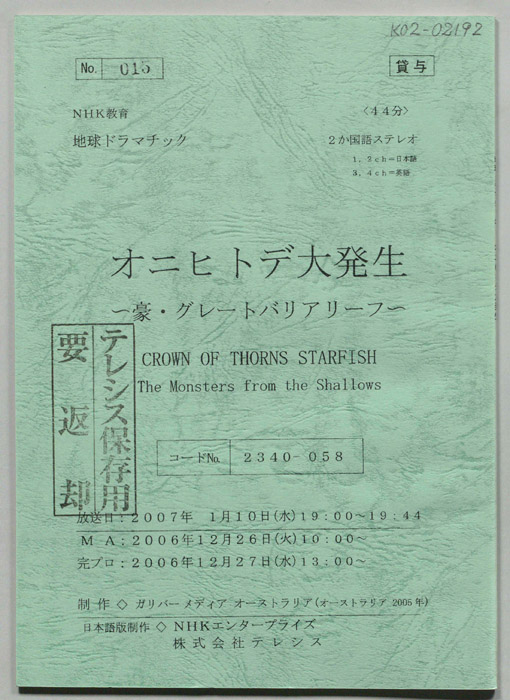 K02-02192
No. 015
貸与
NHK教育
〈44分〉
地球ドラマチック
2か国語ステレオ
1，2ch=日本語
3，4ch=英語
オニヒトデ大発生
〜豪・グレートバリアリーフ〜
CROWN OF THORNS STARFISH
The Monsters from the Shallows
テレシス保存用
要返却
コードNo. 2340-058
放送日：2007年 1月10日(水)19:00〜19:44
MA：2006年12月26日(火)10:00〜
完プロ：2006年12月27日(水)13:00〜
制作 ◇ ガリバー メディア オーストラリア(オーストラリア 2005年)
日本語版制作 ◇ NHKエンタープライズ
株式会社テレシス